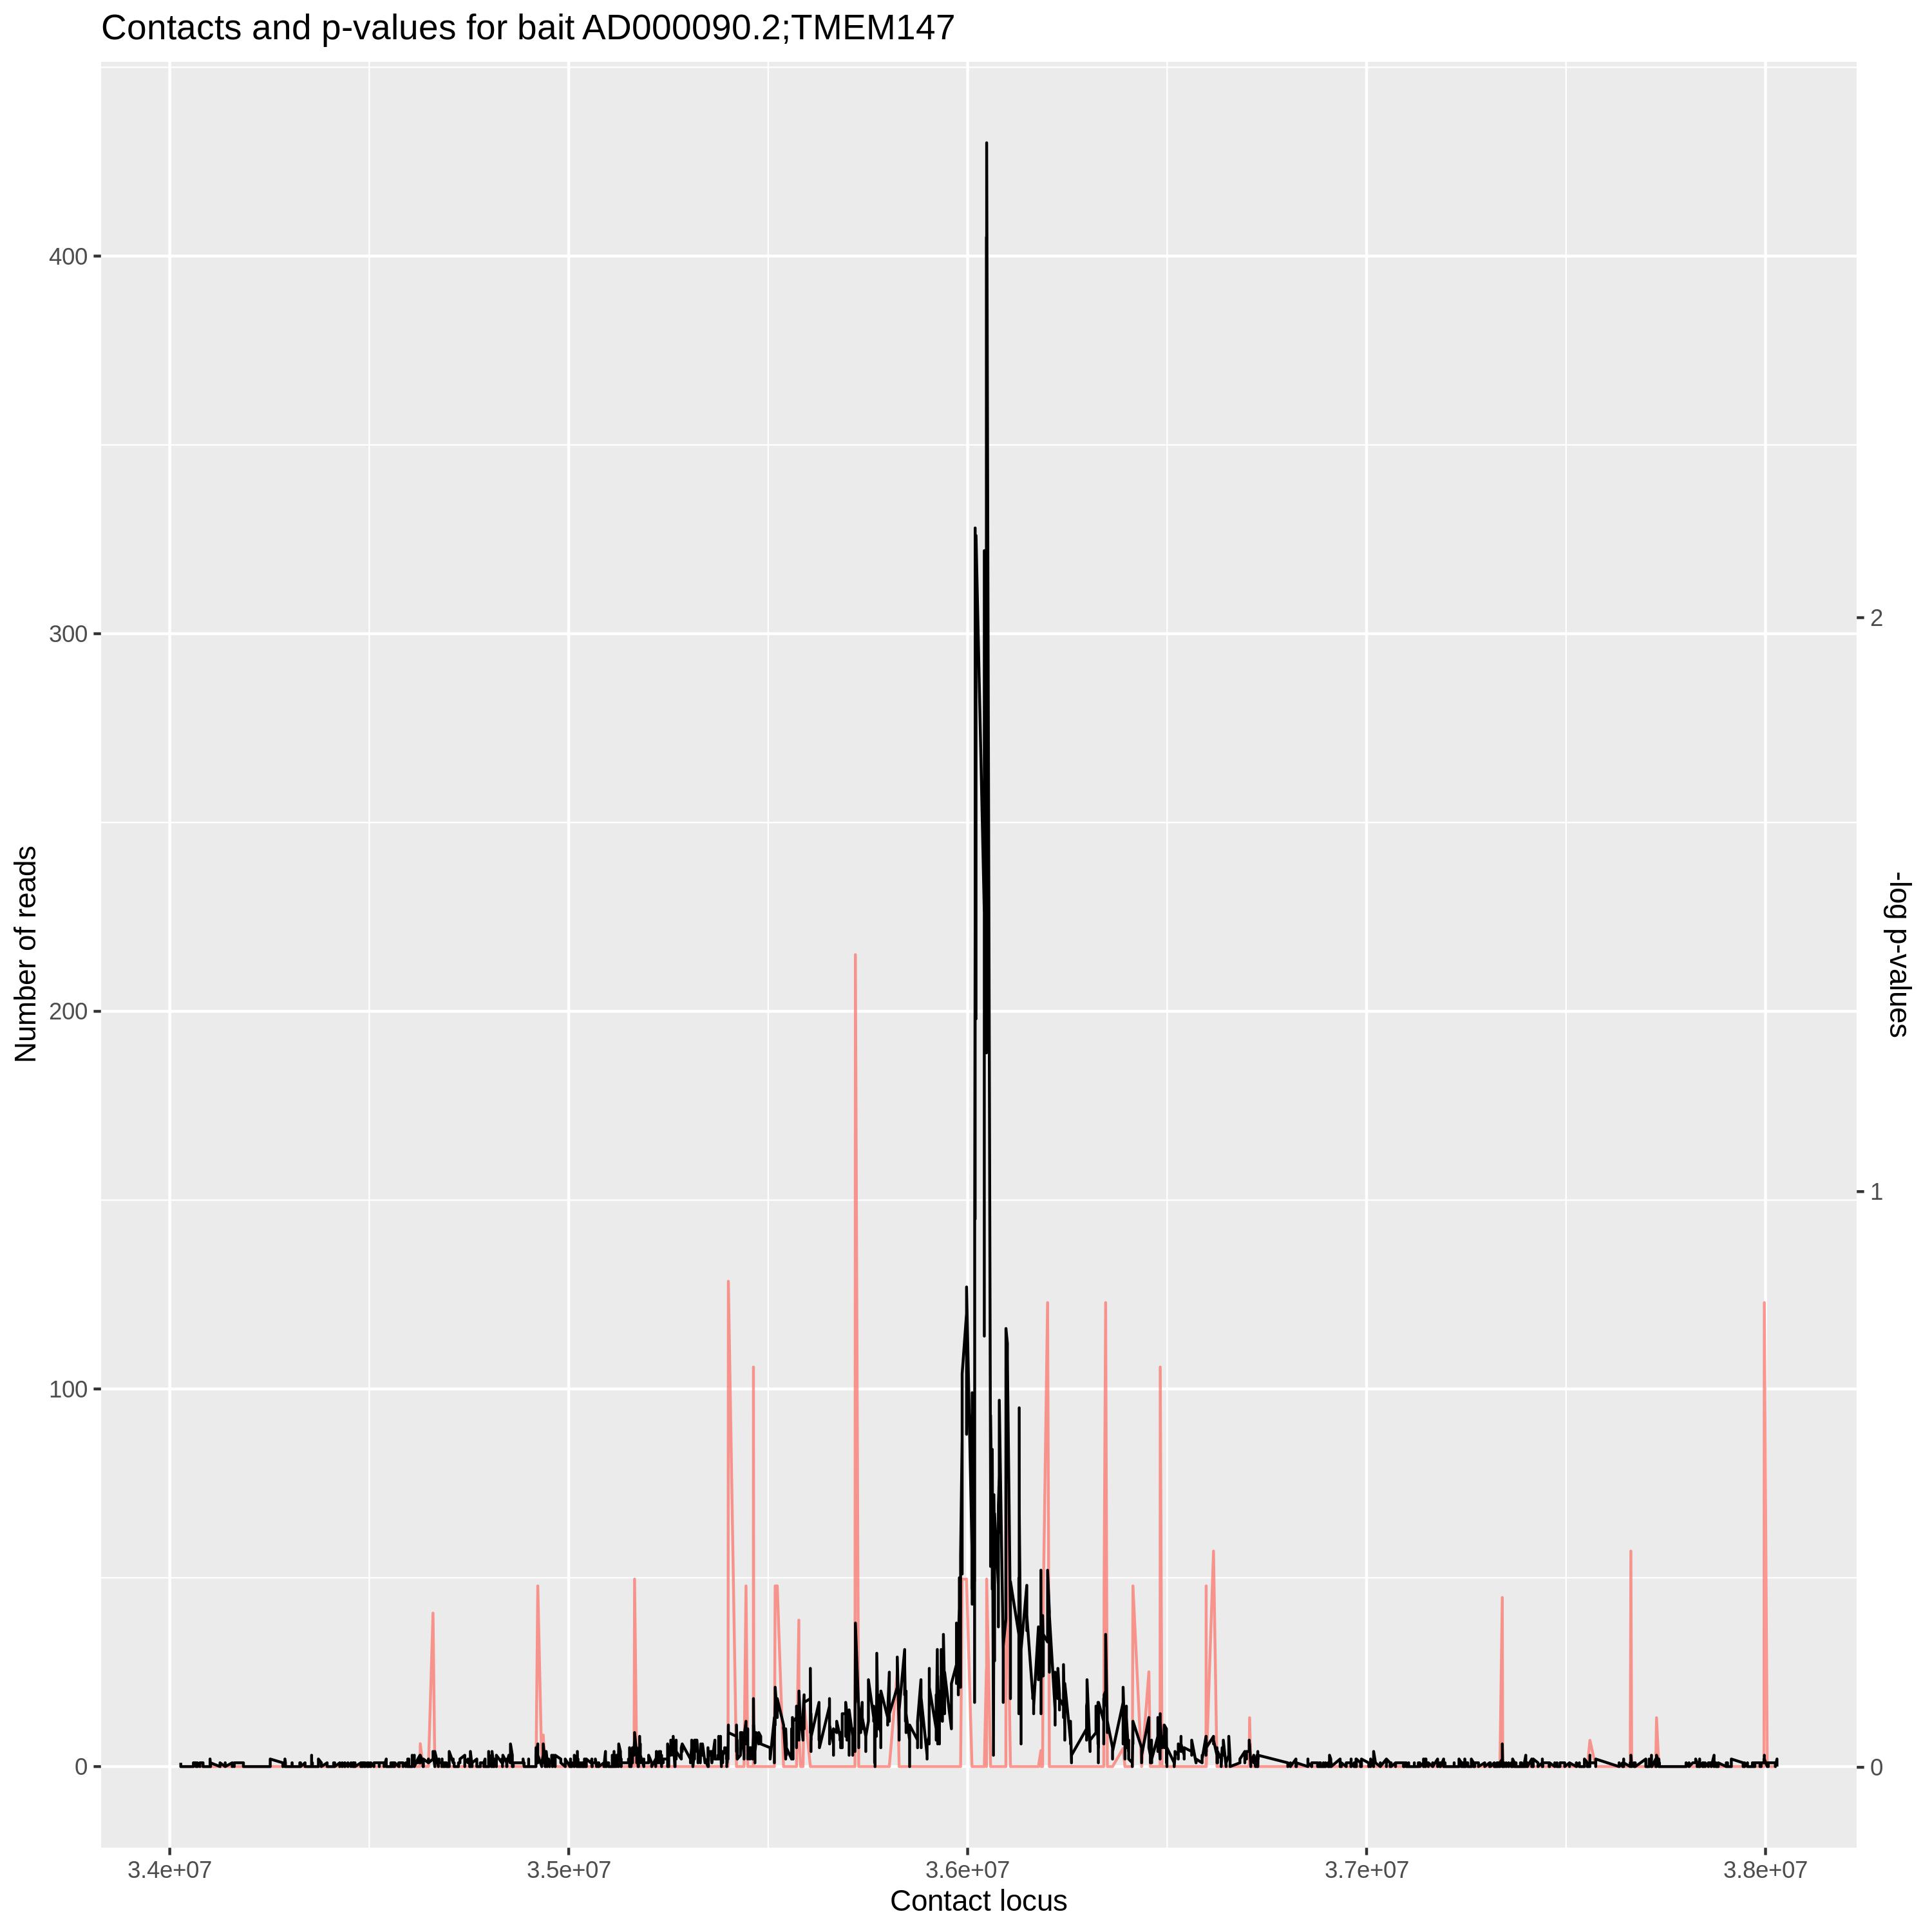 Contacts and p-values for bait AD000090.2;TMEM147
400
300
200
100
0
Number of reads
2
1
0
-log p-values
3.4e+07
3.5e+07
3.6e+07
3.7e+07
3.8e+07
Contact locus